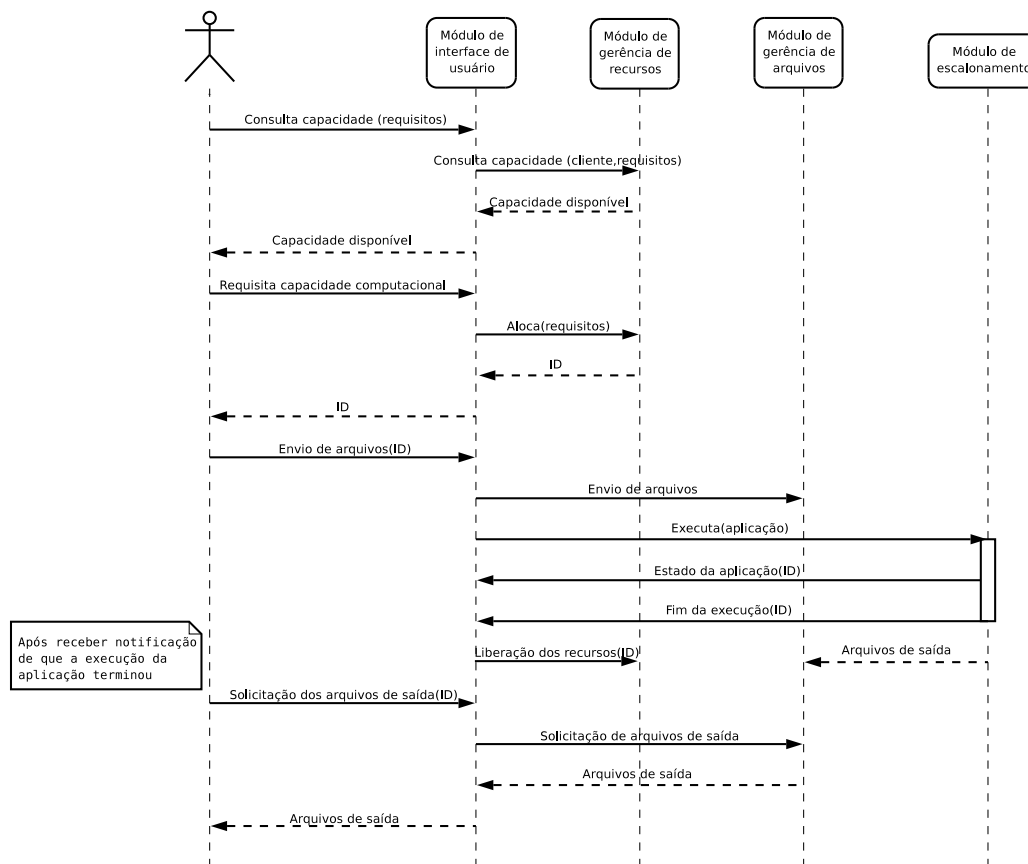 Módulo de
interface de
usuário
Módulo de
gerência de
recursos
Módulo de
gerência de
arquivos
Módulo de
escalonamento
Consulta capacidade (requisitos)
Consulta capacidade (cliente,requisitos)
Capacidade disponível
Capacidade disponível
Requisita capacidade computacional
Aloca(requisitos)
ID
ID
Envio de arquivos(ID)
Envio de arquivos
Executa(aplicação)
Estado da aplicação(ID)
Fim da execução(ID)
Após receber notificação
de que a execução da
aplicação terminou
Liberação dos recursos(ID)
Arquivos de saída
Solicitação dos arquivos de saída(ID)
Solicitação de arquivos de saída
Arquivos de saída
Arquivos de saída